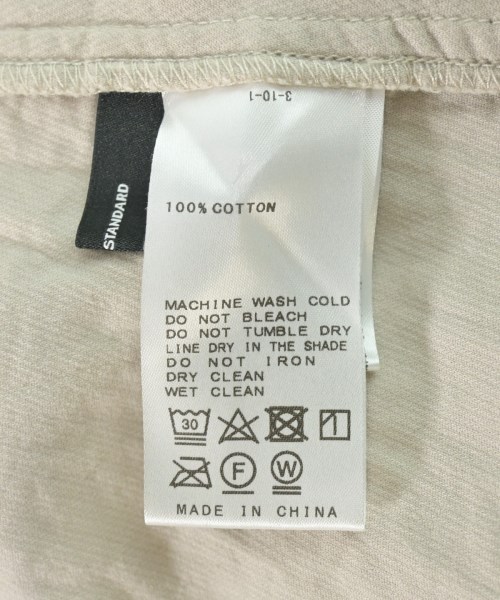 3-10-1
STANDARD
100% COTTON
MACHINE WASH COLD
DO NOT BLEACH
DO NOT TUMBLE DRY
LINE DRY IN THE SHADE
DO NOT IRON
DRY CLEAN
WET CLEAN
30
F W
MADE IN CHINA